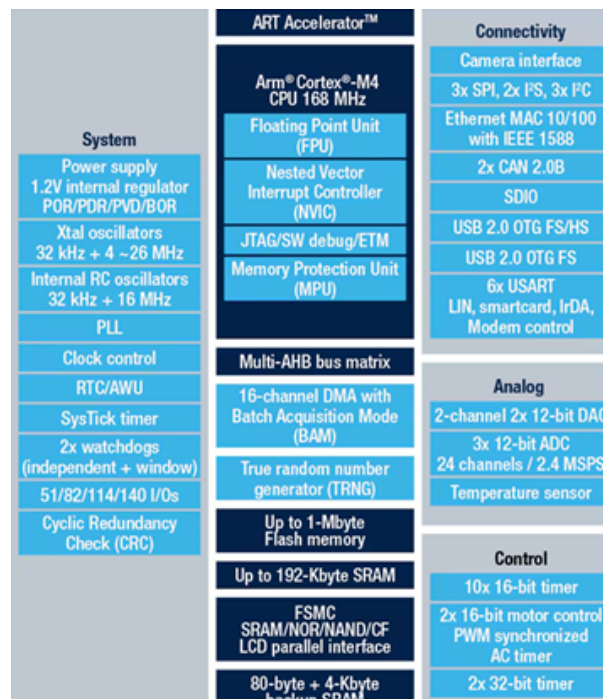 System
Power supply
1.2V internal regulator
POR/PDR/PVD/BOR
Xtal oscillators
32 kHz + 4 ~26 MHz
Internal RC oscillators
32 kHz + 16 MHz
PLL
Clock control
RTC/AWU
SysTick timer
2x watchdogs
(independent + window)
51/82/114/140 I/Os
Cyclic Redundancy
Check (CRC)
ART Accelerator™
Arm® Cortex®-M4
CPU 168 MHz
Floating Point Unit
(FPU)
Nested Vector
Interrupt Controller
(NVIC)
JTAG/SW debug/ETM
Memory Protection Unit
(MPU)
Multi-AHB bus matrix
16-channel DMA with
Batch Acquisition Mode
(BAM)
True random number
generator (TRNG)
Up to 1-Mbyte
Flash memory
Up to 192-Kbyte SRAM
FSMC
SRAM/NOR/NAND/CF
LCD parallel interface
80-byte + 4-Kbyte
backup SRAM
Connectivity
Camera interface
3x SPI, 2x I²S, 3x I²C
Ethernet MAC 10/100
with IEEE 1588
2x CAN 2.0B
SDIO
USB 2.0 OTG FS/HS
USB 2.0 OTG FS
6x USART
LIN, smartcard, IrDA,
Modem control
Analog
2-channel 2x 12-bit DAC
3x 12-bit ADC
24 channels / 2.4 MSPS
Temperature sensor
Control
10x 16-bit timer
2x 16-bit motor control
PWM synchronized
AC timer
2x 32-bit timer